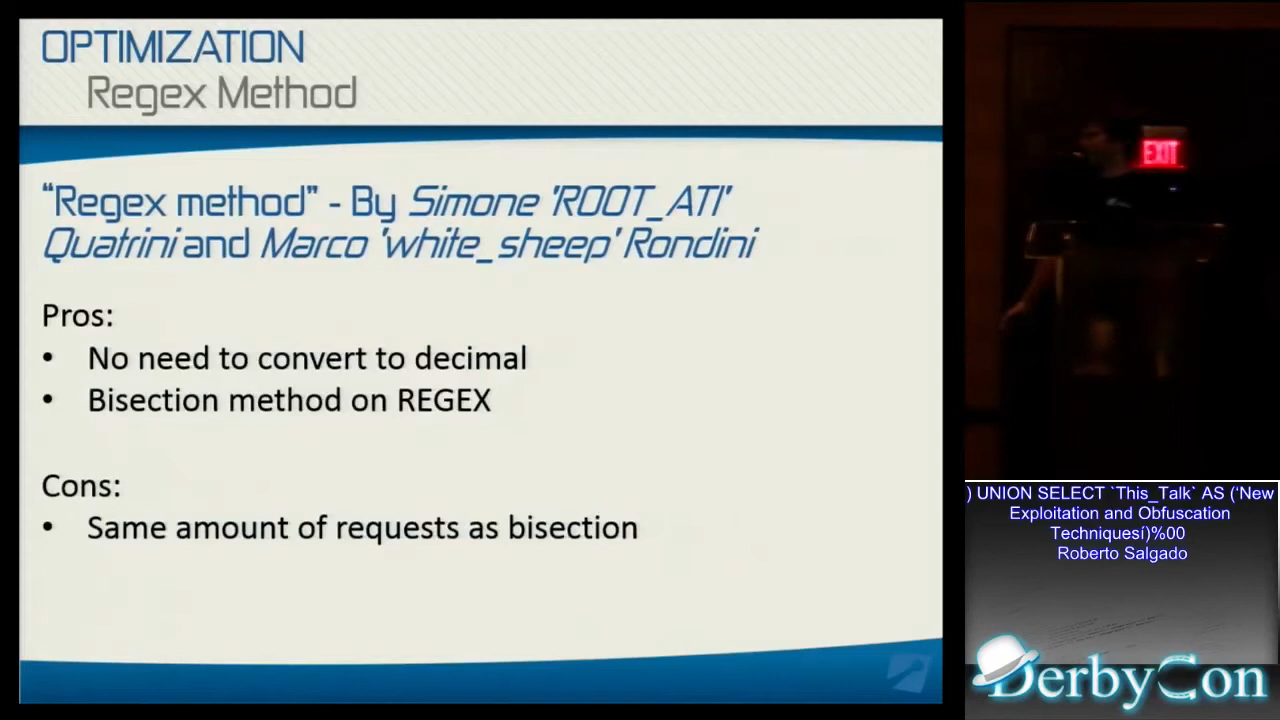 OPTIMIZATION
Regex Method
“Regex method” - By Simone 'ROOT_ATI'
Quatrini and Marco 'white_sheep' Rondini
Pros:
• No need to convert to decimal
• Bisection method on REGEX
Cons:
• Same amount of requests as bisection
EXIT
) UNION SELECT `This_Talk` AS (‘New
Exploitation and Obfuscation
Techniquesí)%00
Roberto Salgado
DerbyCon